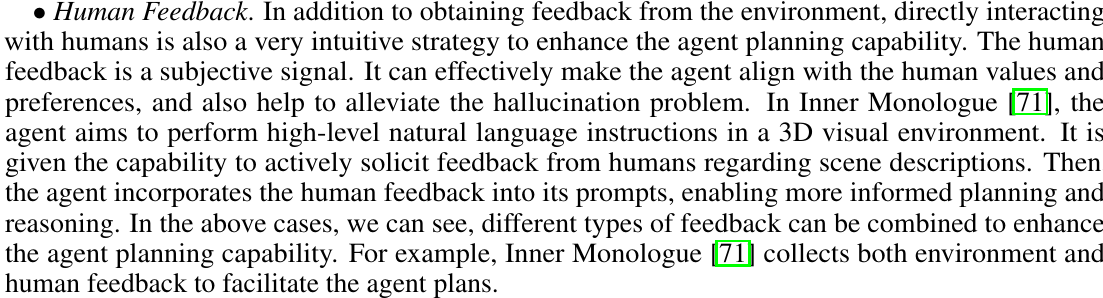 • Human Feedback. In addition to obtaining feedback from the environment, directly interacting
with humans is also a very intuitive strategy to enhance the agent planning capability. The human
feedback is a subjective signal. It can effectively make the agent align with the human values and
preferences, and also help to alleviate the hallucination problem. In Inner Monologue [71], the
agent aims to perform high-level natural language instructions in a 3D visual environment. It is
given the capability to actively solicit feedback from humans regarding scene descriptions. Then
the agent incorporates the human feedback into its prompts, enabling more informed planning and
reasoning. In the above cases, we can see, different types of feedback can be combined to enhance
the agent planning capability. For example, Inner Monologue [71] collects both environment and
human feedback to facilitate the agent plans.